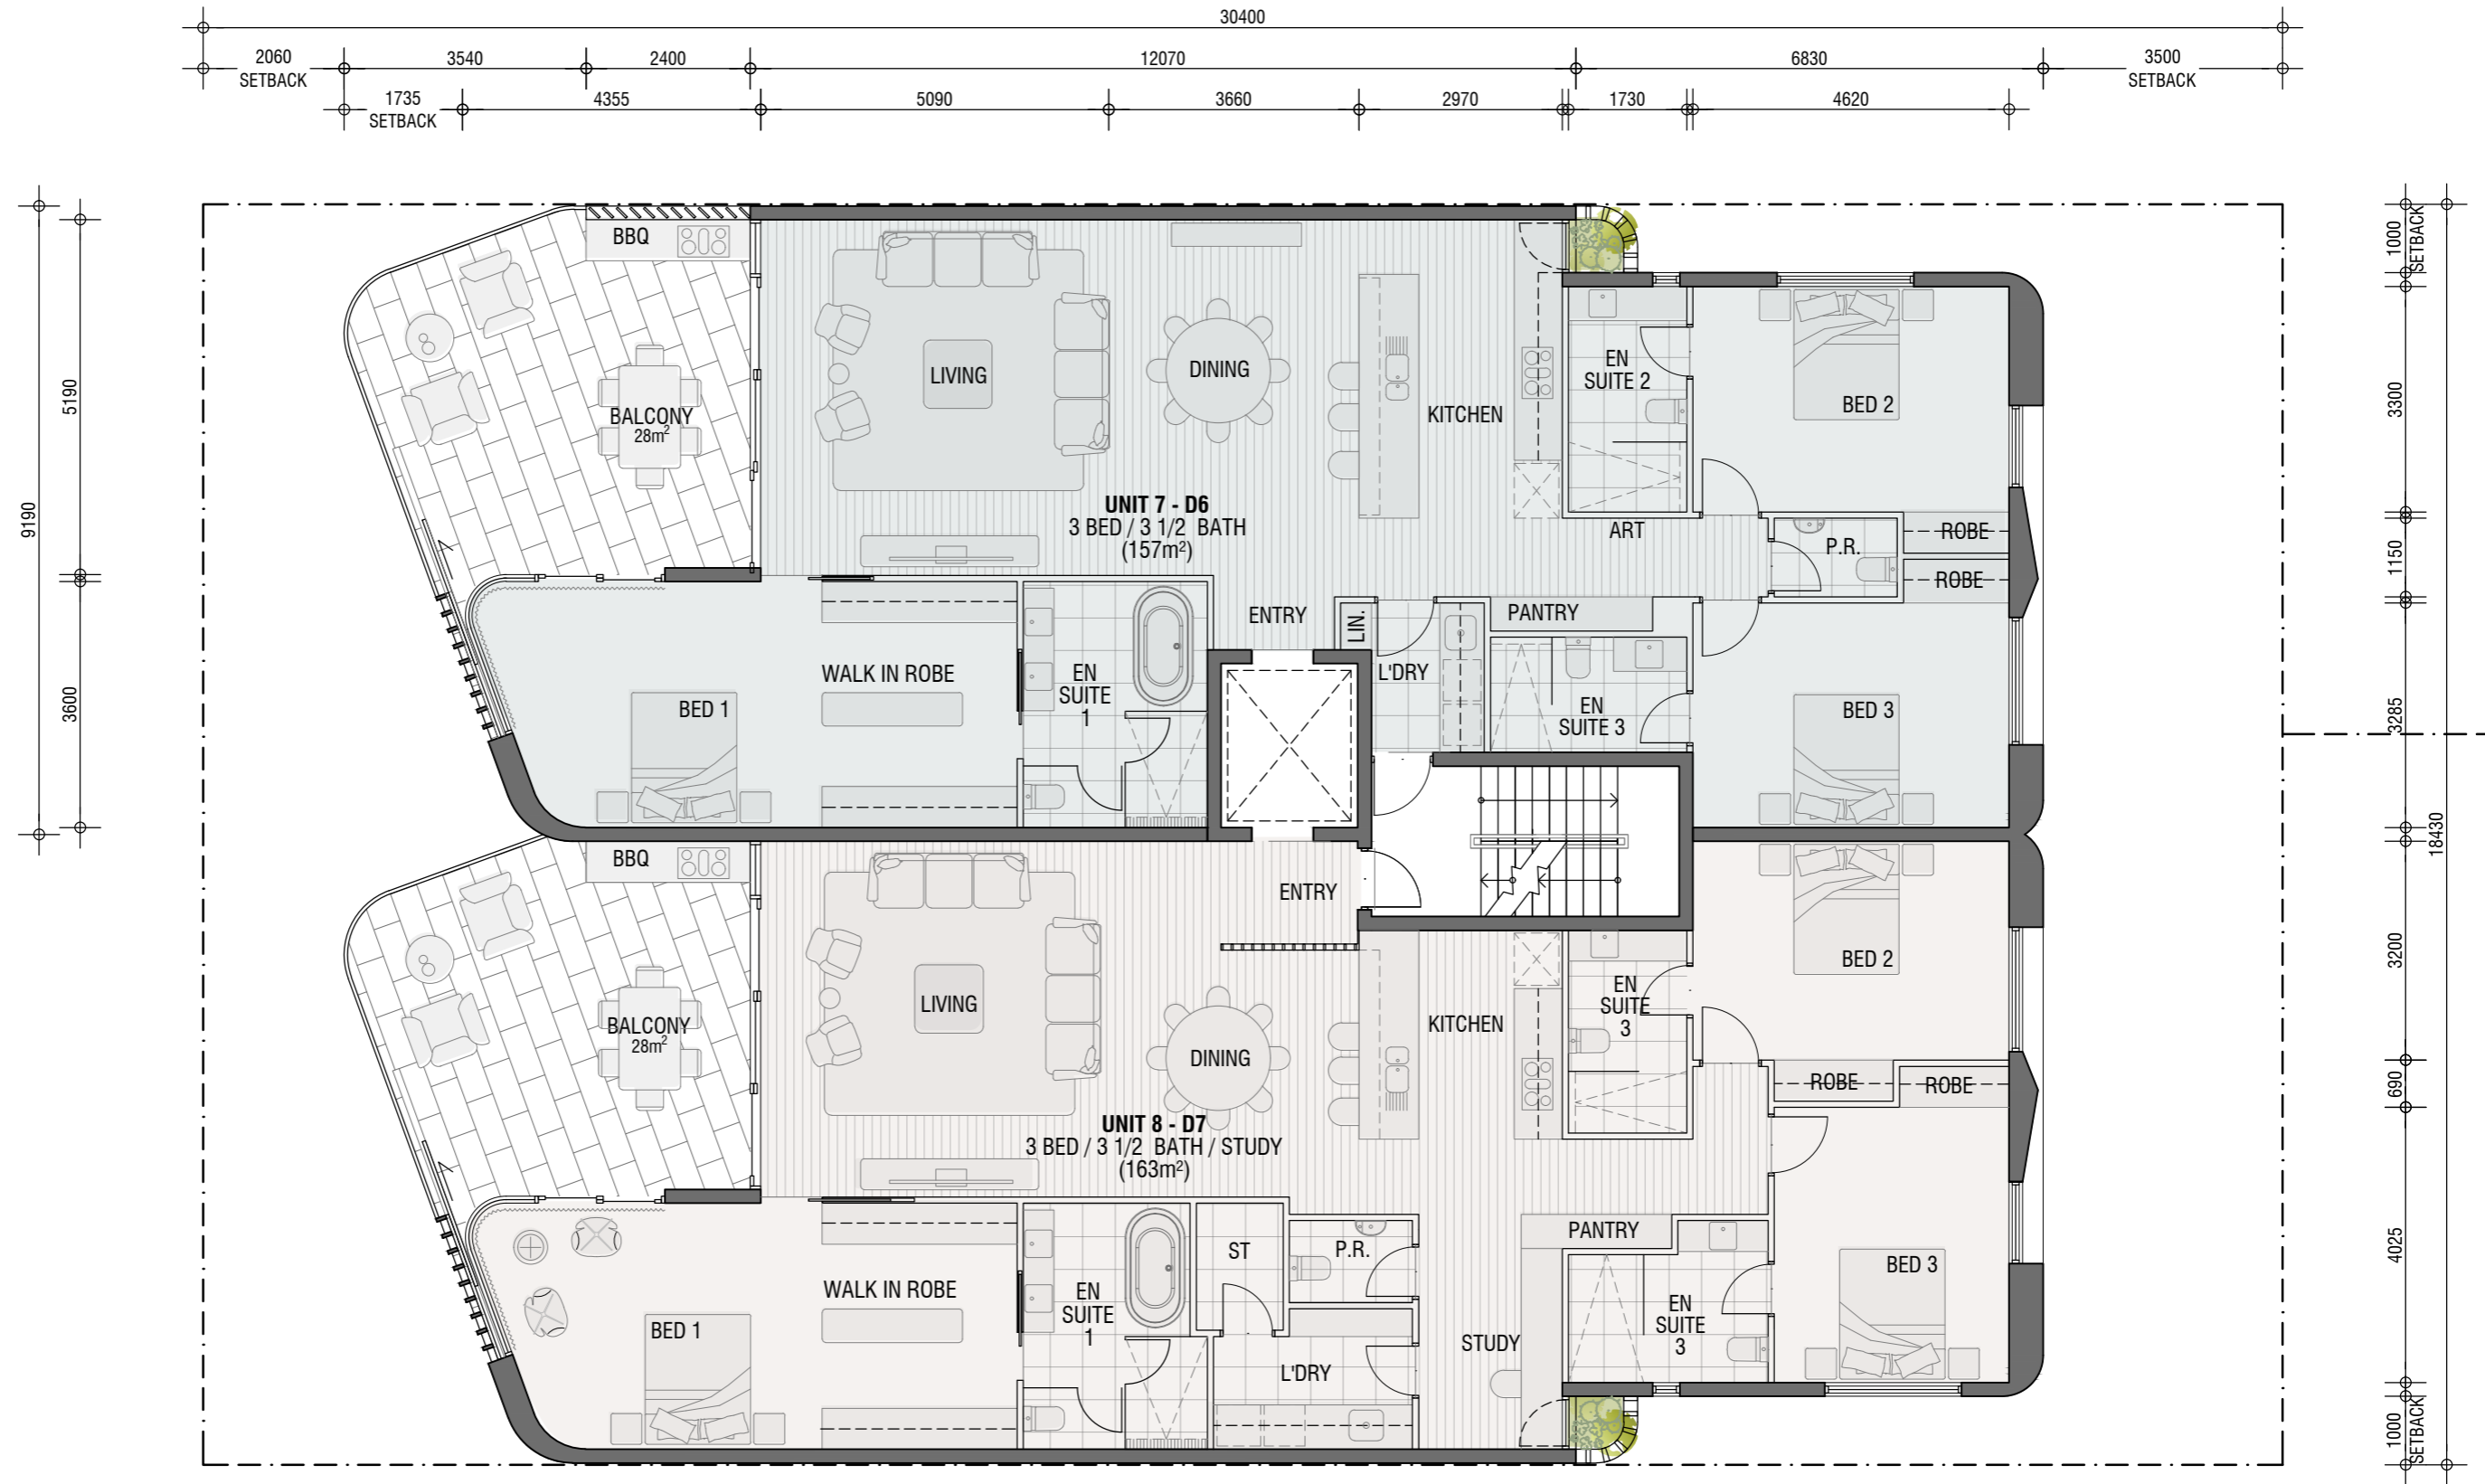 30400
2060
SETBACK
3540
2400
12070
6830
3500
SETBACK
1735
SETBACK
4355
5090
3660
2970
1730
4620
9190
5190
3600
1000
SETBACK
3300
1150
3285
18430
3200
690
4025
1000
SETBACK
BBQ
BALCONY
28m²
LIVING
DINING
KITCHEN
EN
SUITE 2
BED 2
UNIT 7 - D6
3 BED / 3 1/2 BATH
(157m²)
ART
P.R.
ROBE
ROBE
ENTRY
LIN.
PANTRY
WALK IN ROBE
BED 1
EN
SUITE
1
L'DRY
EN
SUITE 3
BED 3
BBQ
ENTRY
BALCONY
28m²
LIVING
DINING
KITCHEN
EN
SUITE
3
BED 2
ROBE
ROBE
UNIT 8 - D7
3 BED / 3 1/2 BATH / STUDY
(163m²)
WALK IN ROBE
BED 1
EN
SUITE
1
ST
P.R.
L'DRY
PANTRY
STUDY
EN
SUITE
3
BED 3